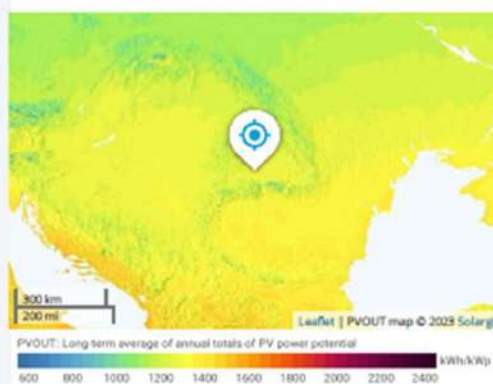 300 km
200 mi
Leaflet | PVOUT map © 2023 Solarg
PVOUT: Long term average of annual totals of PV power potential
kWh/kWp
600 800 1000 1200 1400 1600 1800 2000 2200 2400